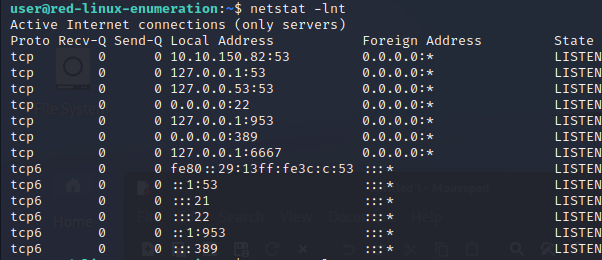 user@red-linux-enumeration:~$ netstat -lnt
Active Internet connections (only servers)
Proto Recv-Q Send-Q Local Address Foreign Address State
tcp 0 0 10.10.150.82:53 0.0.0.0:* LISTEN
tcp 0 0 127.0.0.1:53 0.0.0.0:* LISTEN
tcp 0 0 127.0.53:53 0.0.0.0:* LISTEN
tcp 0 0 0.0.0.0:22 0.0.0.0:* LISTEN
tcp 0 0 127.0.0.1:953 0.0.0.0:* LISTEN
tcp 0 0 0.0.0.0:389 0.0.0.0:* LISTEN
tcp 0 0 127.0.0.1:6667 0.0.0.0:* LISTEN
tcp6 0 0 fe80::29:13ff:fe3c:c:53 :::* LISTEN
tcp6 0 0 ::1:53 :::* LISTEN
tcp6 0 0 :::21 :::* LISTEN
tcp6 0 0 :::22 :::* LISTEN
tcp6 0 0 ::1:953 :::* LISTEN
tcp6 0 0 :::389 :::* LISTEN